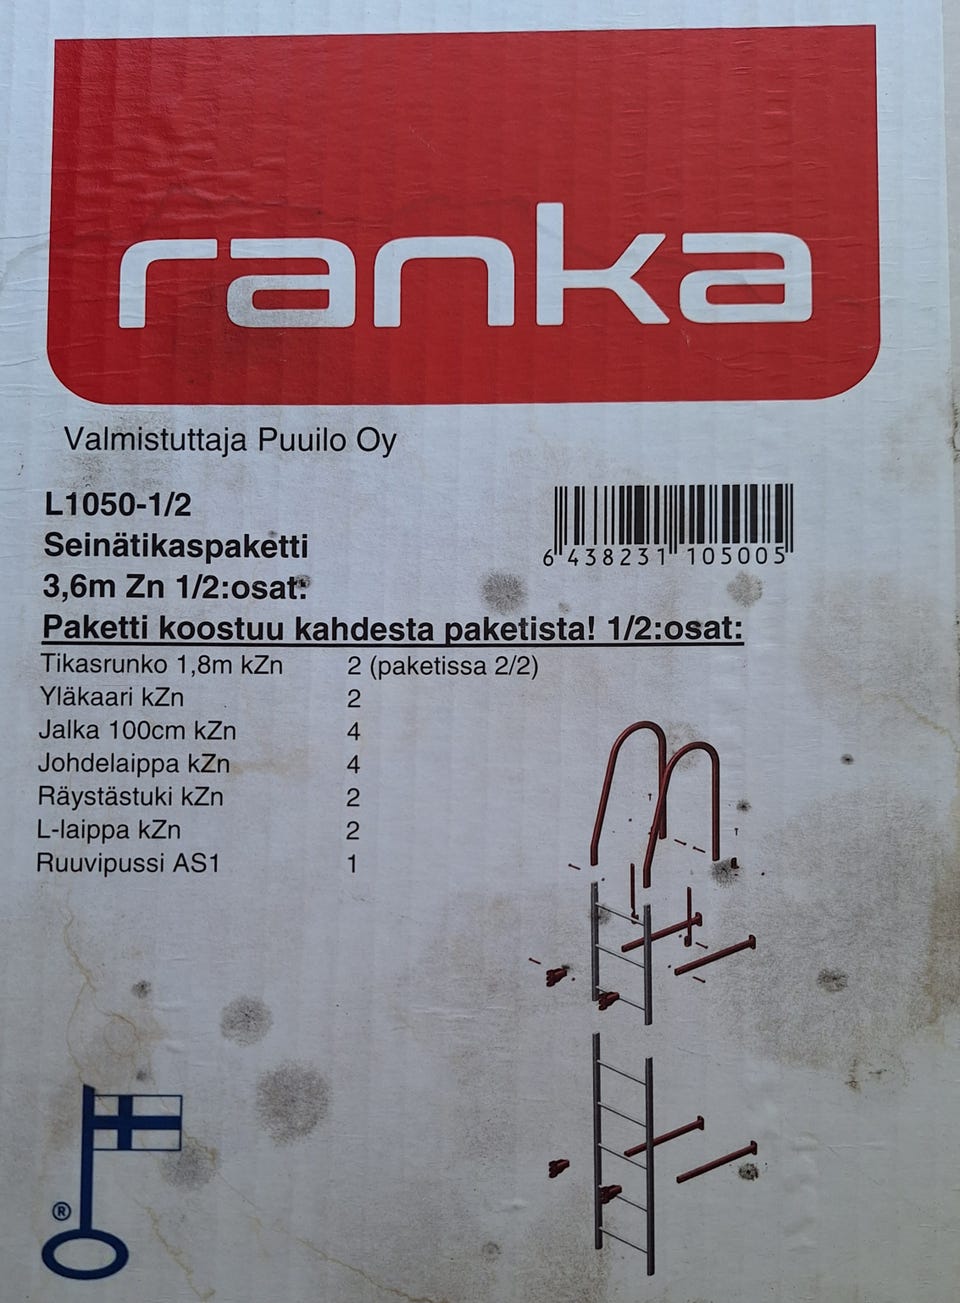 ranka
Valmistuttaja Puuilo Oy
L1050-1/2
Seinätikaspaketti
3,6m Zn 1/2:osat:
6 438231 105005
Paketti koostuu kahdesta paketista! 1/2:osat:
Tikasrunko 1,8m kZn 2 (paketissa 2/2)
Yläkaari kZn 2
Jalka 100cm kZn 4
Johdelaippa kZn 4
Räystästuki kZn 2
L-laippa kZn 2
Ruuvipussi AS1 1
®